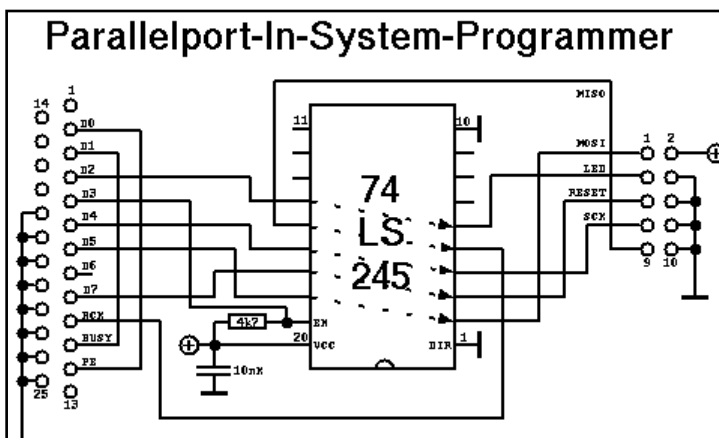 Parallelport-In-System-Programmer
1
14
D0
D1
D2
D3
D4
D5
D6
D7
ACK
BUSY
PE
25
13
11
10
74
LS
245
4k7
EN
20
VCC
DIR
1
10nK
MISO
MOSI
LED
RESET
SCK
1 2
9 10